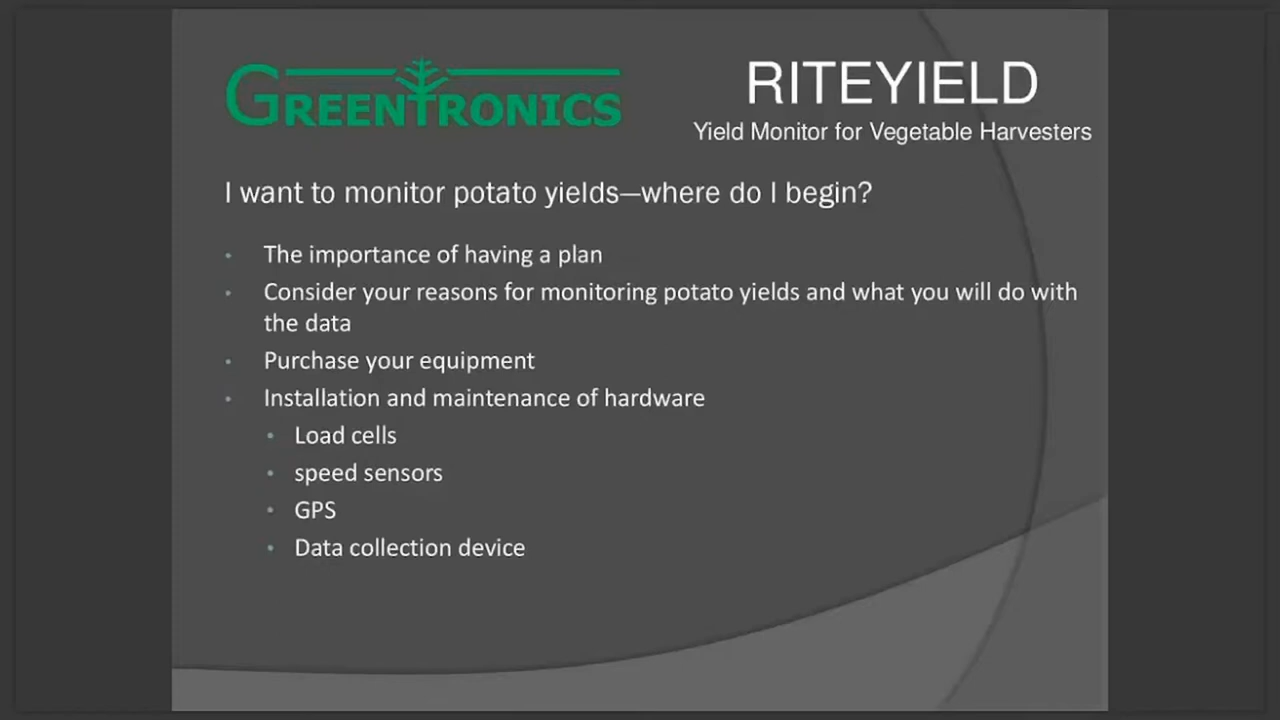 GREENTRONICS
RITEYIELD
Yield Monitor for Vegetable Harvesters
I want to monitor potato yields—where do I begin?
• The importance of having a plan
• Consider your reasons for monitoring potato yields and what you will do with
the data
• Purchase your equipment
• Installation and maintenance of hardware
• Load cells
• speed sensors
• GPS
• Data collection device